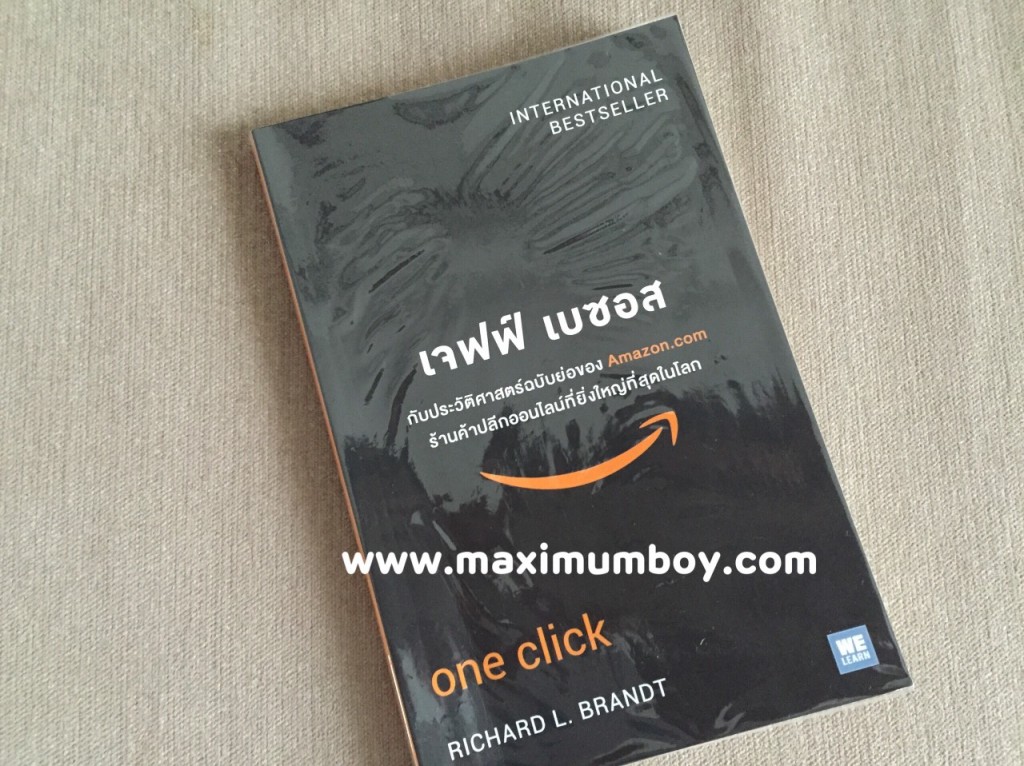 INTERNATIONAL
BESTSELLER
เจฟฟ์ เบซอส
กับประวัติศาสตร์ฉบับย่อของ Amazon.com
ร้านค้าปลีกออนไลน์ที่ยิ่งใหญ่ที่สุดในโลก
www.maximumboy.com
one click
WE
LEARN
RICHARD L. BRANDT